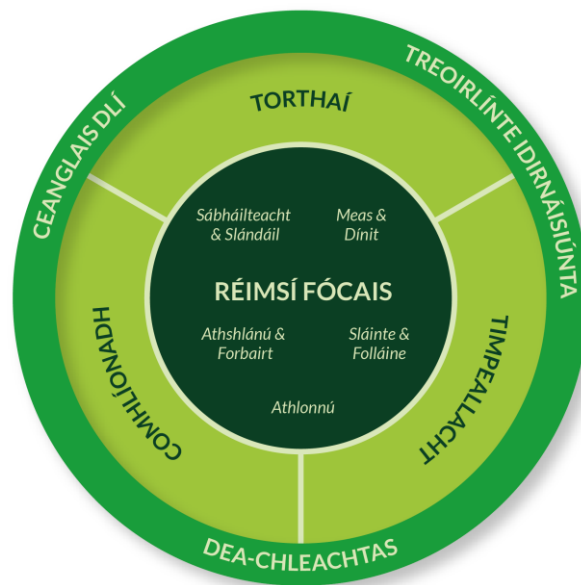 CEANGLAIS DLÍ
TREOIRLÍNTE IDIRNÁISIÚNTA
TORTHAÍ
Sábháilteacht
& Slándáil
Meas &
Dínit
RÉIMSÍ FÓCAIS
Athshlánú &
Forbairt
Sláinte &
Folláine
Athlonnú
COMHLÍONADH
TIMPEALLACHT
DEA-CHLEACHTAS